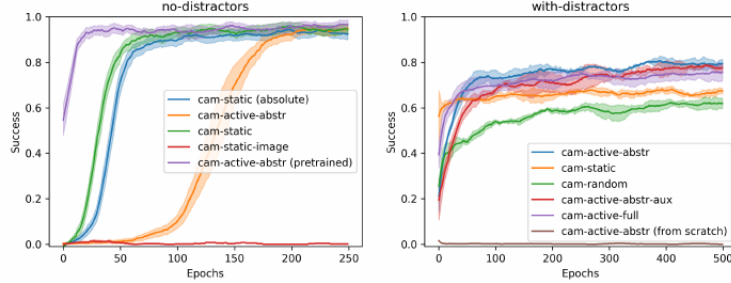 no-distractors
1.0
0.8
0.6
0.4
0.2
0.0
Success
cam-static (absolute)
cam-active-abstr
cam-static
cam-static-image
cam-active-abstr (pretrained)
0 50 100 150 200 250
Epochs
with-distractors
1.0
0.8
0.6
0.4
0.2
0.0
Success
cam-active-abstr
cam-static
cam-random
cam-active-abstr-aux
cam-active-full
cam-active-abstr (from scratch)
0 100 200 300 400 500
Epochs